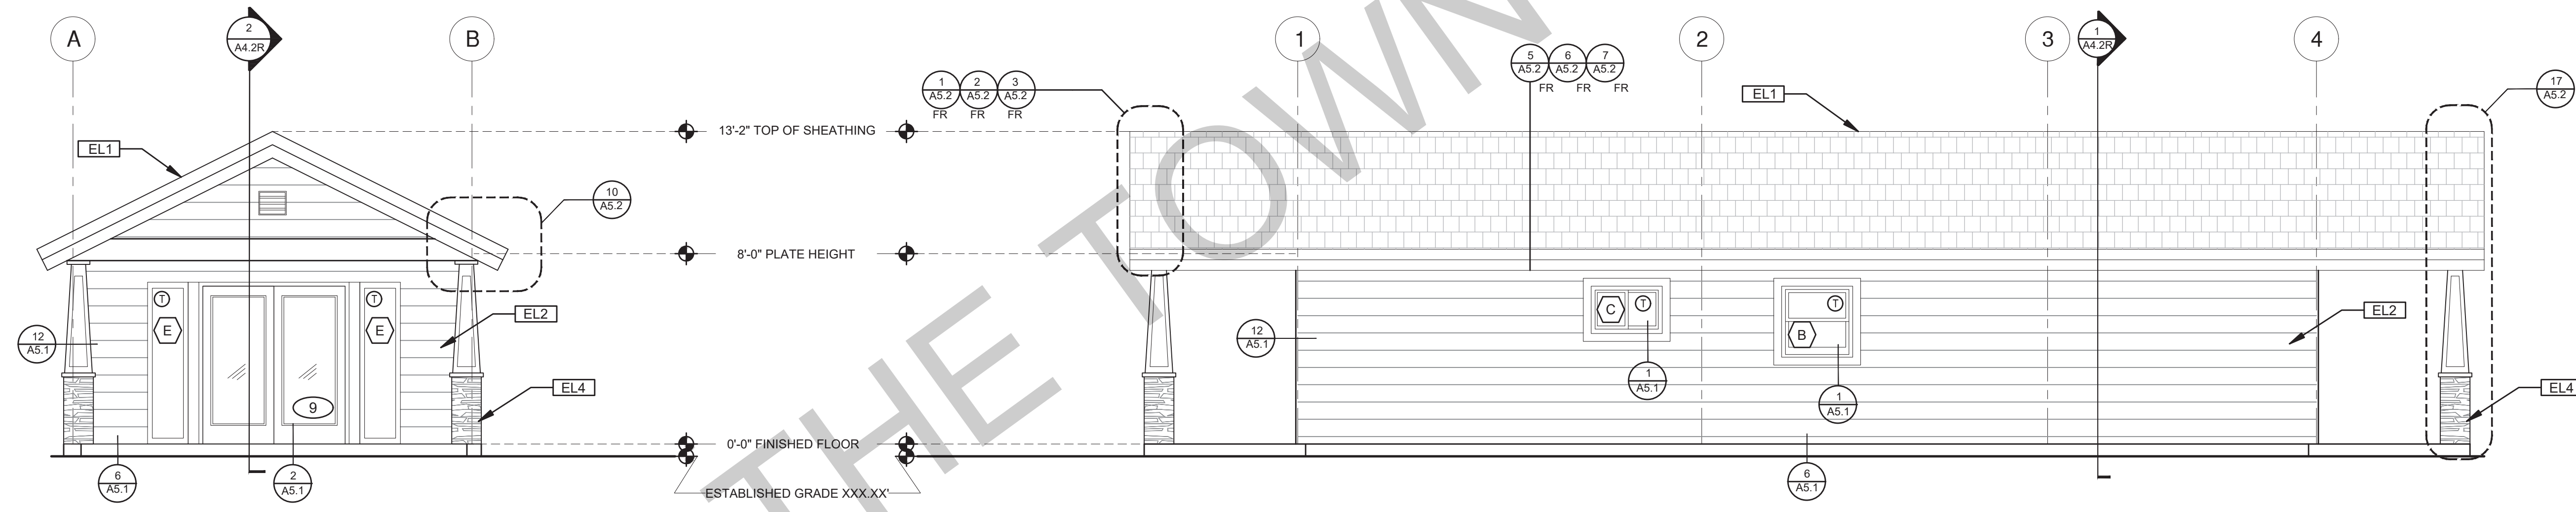 A
2
A4.2R
B
1
2
3
1
A4.2R
4
5
A5.2
6
A5.2
7
A5.2
FR
FR
FR
1
A5.2
2
A5.2
3
A5.2
FR
FR
FR
17
A5.2
EL1
EL1
13'-2" TOP OF SHEATHING
10
A5.2
8'-0" PLATE HEIGHT
T
T
E
E
EL2
12
A5.1
12
A5.1
C
T
T
B
EL2
1
A5.1
1
A5.1
EL4
EL4
9
0'-0" FINISHED FLOOR
6
A5.1
2
A5.1
6
A5.1
ESTABLISHED GRADE XXX.XX'
THE TOWN